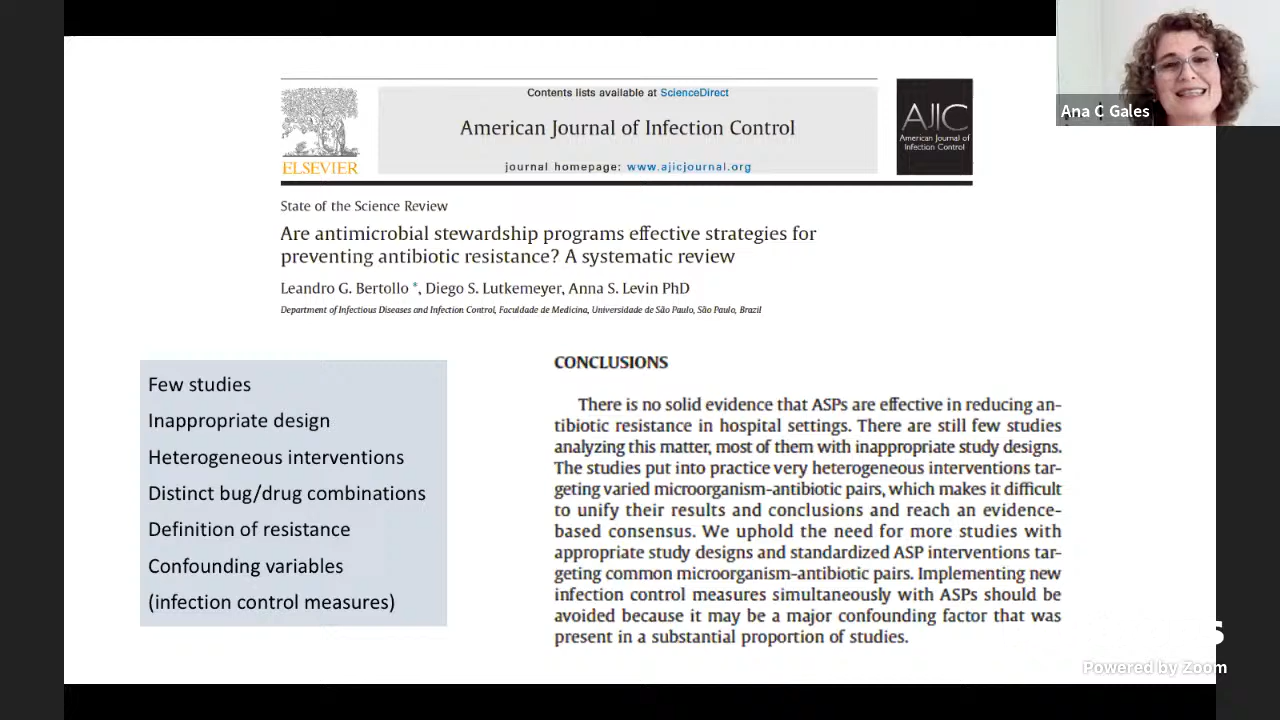 Ana C Gales
Contents lists available at ScienceDirect
American Journal of Infection Control
journal homepage: www.ajicjournal.org
ELSEVIER
AJIC
American Journal of
Infection Control
State of the Science Review
Are antimicrobial stewardship programs effective strategies for
preventing antibiotic resistance? A systematic review
Leandro G. Bertollo *, Diego S. Lutkemeyer, Anna S. Levin PhD
Department of Infectious Diseases and Infection Control, Faculdade de Medicina, Universidade de São Paulo, São Paulo, Brazil
Few studies
Inappropriate design
Heterogeneous interventions
Distinct bug/drug combinations
Definition of resistance
Confounding variables
(infection control measures)
CONCLUSIONS
There is no solid evidence that ASPs are effective in reducing an-
tibiotic resistance in hospital settings. There are still few studies
analyzing this matter, most of them with inappropriate study designs.
The studies put into practice very heterogeneous interventions tar-
geting varied microorganism-antibiotic pairs, which makes it difficult
to unify their results and conclusions and reach an evidence-
based consensus. We uphold the need for more studies with
appropriate study designs and standardized ASP interventions tar-
geting common microorganism-antibiotic pairs. Implementing new
infection control measures simultaneously with ASPs should be
avoided because it may be a major confounding factor that was
present in a substantial proportion of studies.
Powered by Zoom